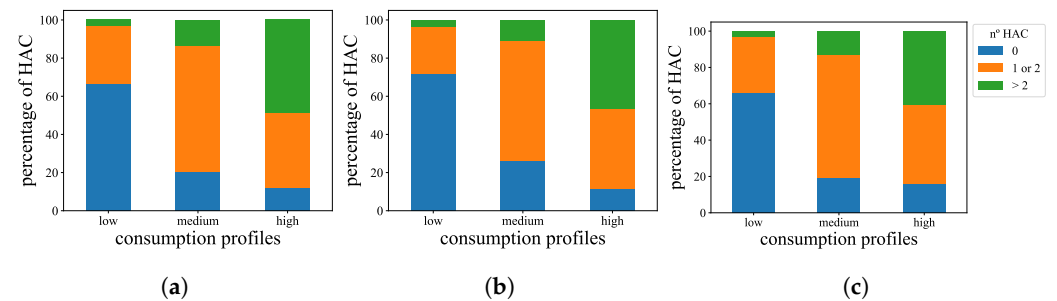 percentage of HAC
100
80
60
40
20
0
low medium high
consumption profiles
(a)
percentage of HAC
100
80
60
40
20
0
low medium high
consumption profiles
(b)
percentage of HAC
100
80
60
40
20
0
low medium high
consumption profiles
(c)
nº HAC
0
1 or 2
> 2